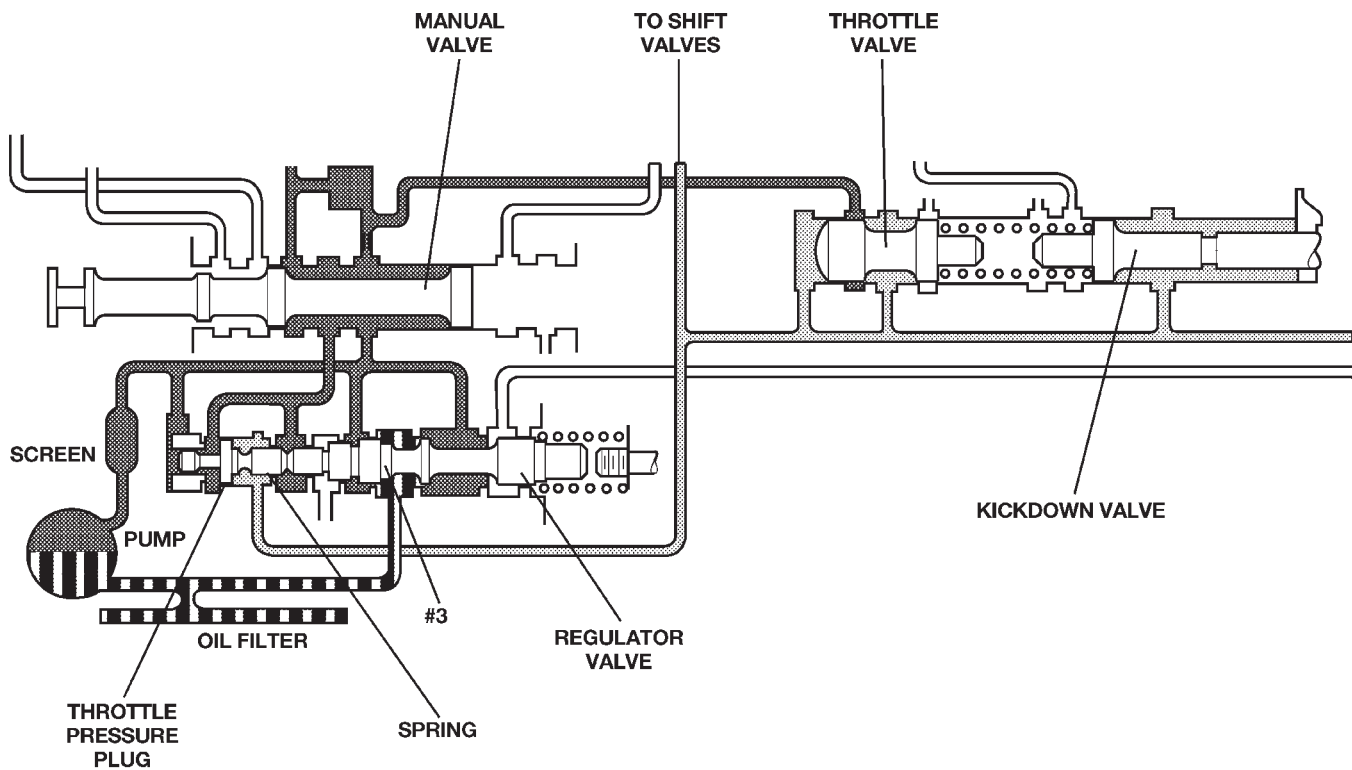 MANUAL
VALVE
TO SHIFT
VALVES
THROTTLE
VALVE
SCREEN
PUMP
KICKDOWN VALVE
#3
OIL FILTER
REGULATOR
VALVE
THROTTLE
PRESSURE
PLUG
SPRING